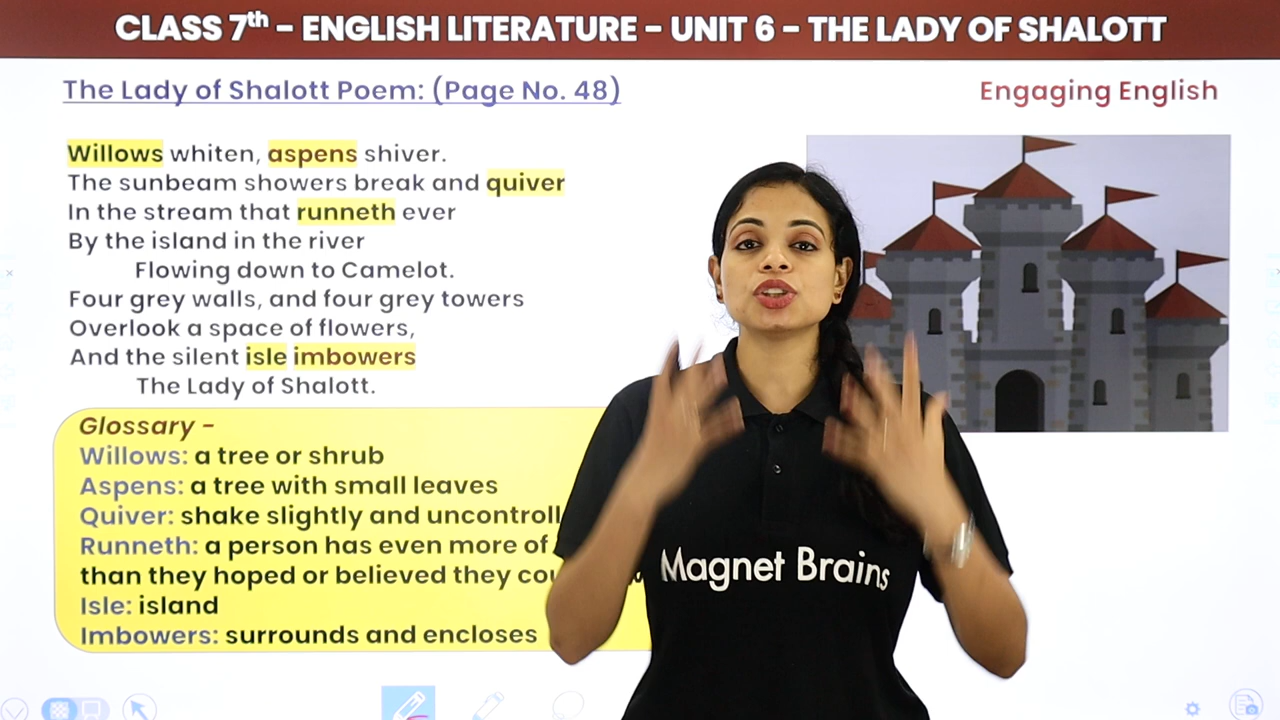 CLASS 7th - ENGLISH LITERATURE - UNIT 6 - THE LADY OF SHALOTT
The Lady of Shalott Poem: (Page No. 48)
Engaging English
Willows whiten, aspens shiver.
The sunbeam showers break and quiver
In the stream that runneth ever
By the island in the river
Flowing down to Camelot.
Four grey walls, and four grey towers
Overlook a space of flowers,
And the silent isle imbowers
The Lady of Shalott.
Glossary -
Willows: a tree or shrub
Aspens: a tree with small leaves
Quiver: shake slightly and
Runneth: a person has even more of
than they hoped or believed they
Isle: island
Imbowers: surrounds and encloses
Magnet Brains